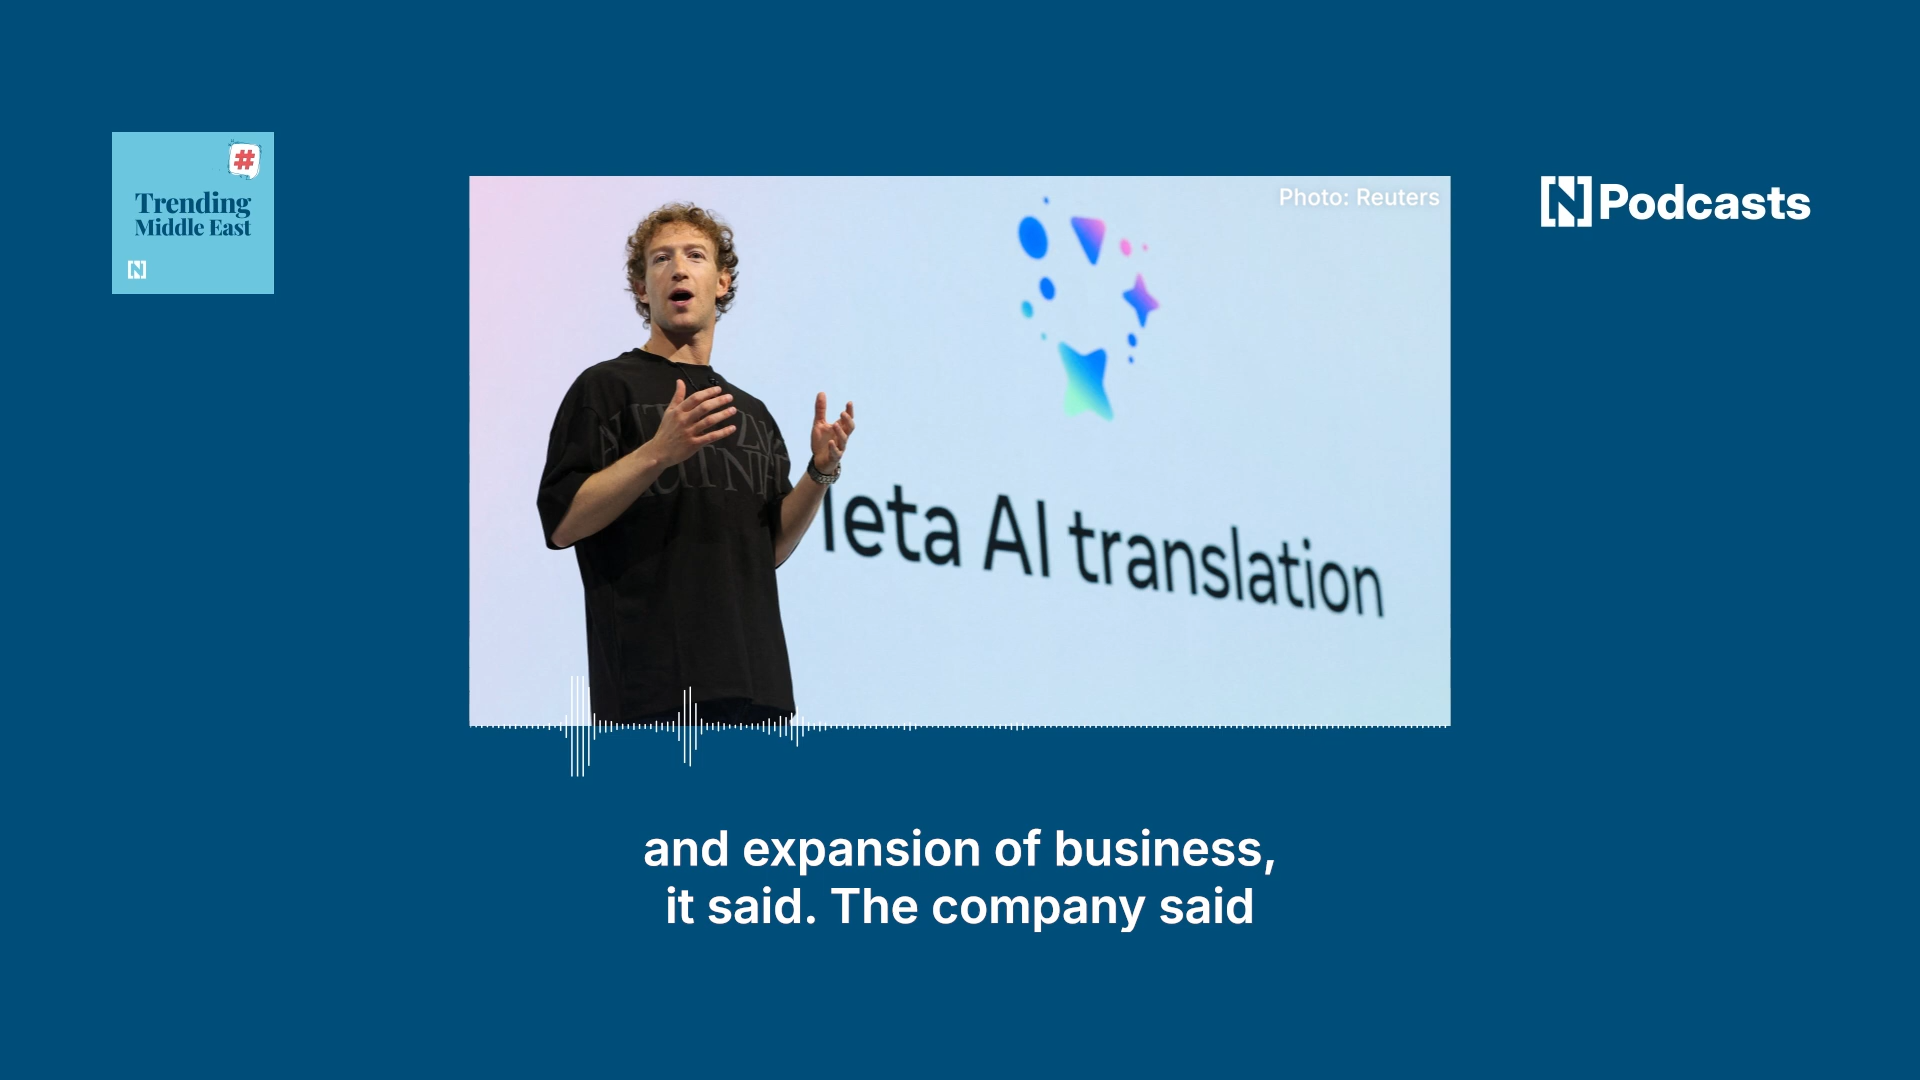 #
Trending
Middle East
N
Photo: Reuters
N Podcasts
leta AI translation
and expansion of business,
it said. The company said